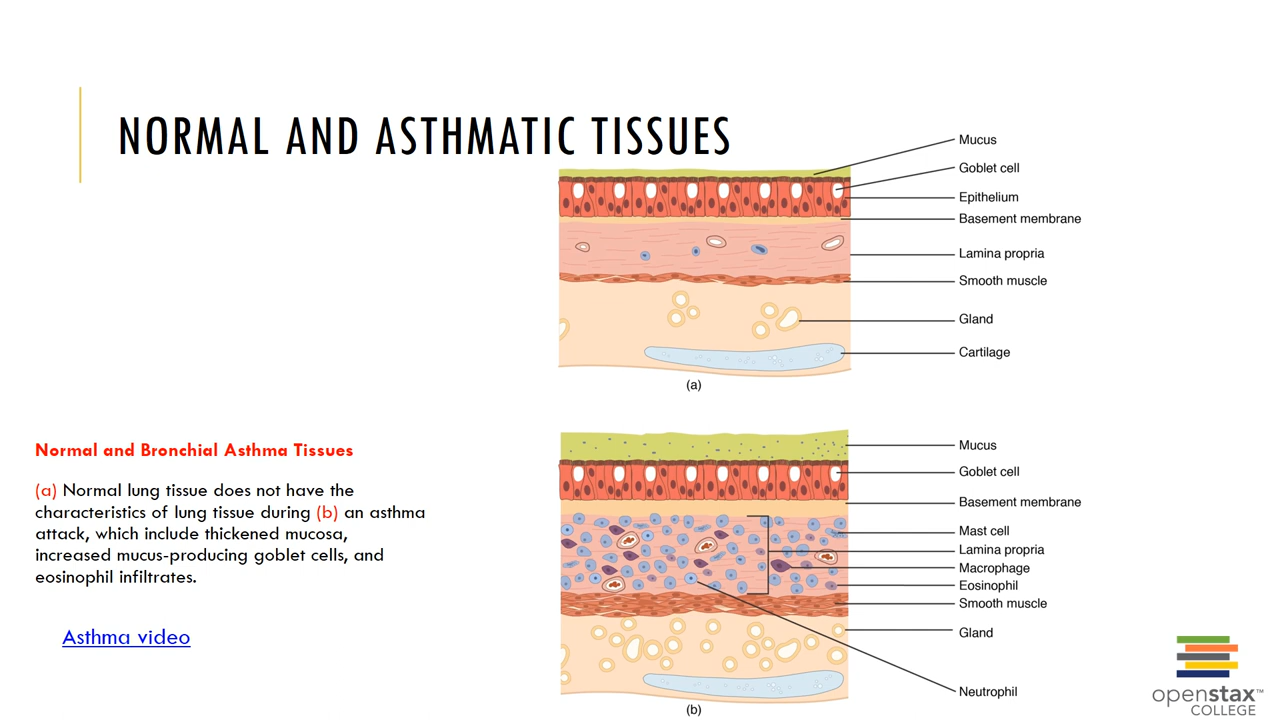 NORMAL AND ASTHMATIC TISSUES
Mucus
Goblet cell
Epithelium
Basement membrane
Lamina propria
Smooth muscle
Gland
Cartilage
(a)
Normal and Bronchial Asthma Tissues
(a) Normal lung tissue does not have the
characteristics of lung tissue during (b) an asthma
attack, which include thickened mucosa,
increased mucus-producing goblet cells, and
eosinophil infiltrates.
Asthma video
Mucus
Goblet cell
Basement membrane
Mast cell
Lamina propria
Macrophage
Eosinophil
Smooth muscle
Gland
Neutrophil
(b)
openstax™
COLLEGE